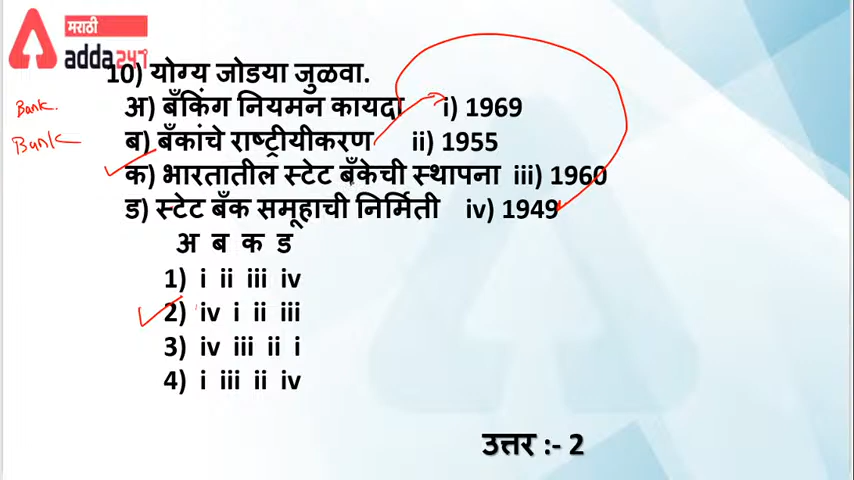 मराठी
adda247
10) योग्य जोडया जुळवा.
Bank. अ) बँकिंग नियमन कायदा i) 1969
Bank ब) बँकांचे राष्ट्रीयीकरण ii) 1955
क) भारतातील स्टेट बँकेची स्थापना iii) 1960
ड) स्टेट बँक समूहाची निर्मिती iv) 1949
अ ब क ड
1) i ii iii iv
2) iv i ii iii
3) iv iii ii i
4) i iii ii iv
उत्तर :- 2